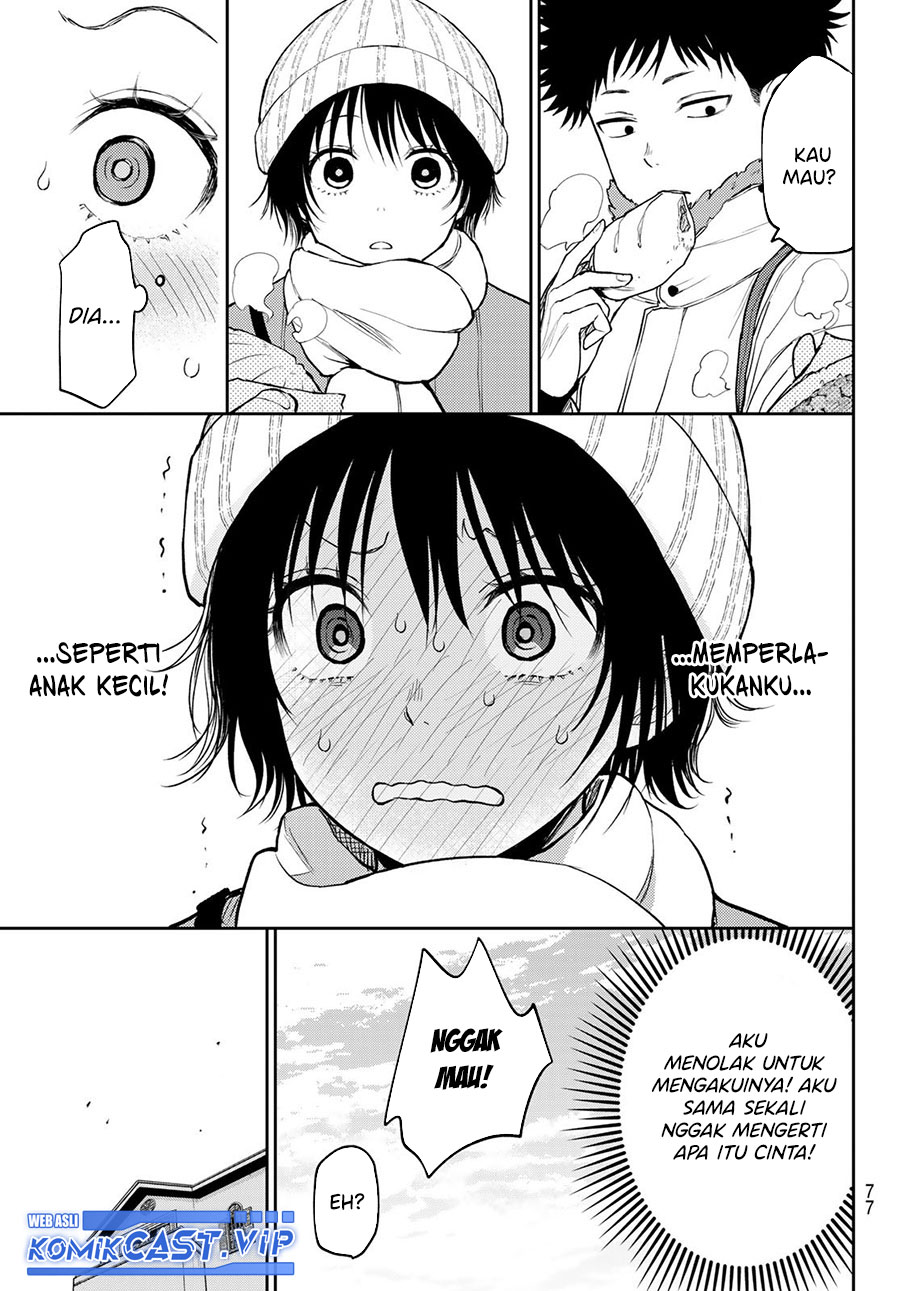 KAU
MAU?
DIA...
...MEMPERLA-
KUKANKU...
...SEPERTI
ANAK KECIL!
AKU
MENOLAK UNTUK
MENGAKUINYA! AKU
SAMA SEKALI
NGGAK MENGERTI
APA ITU CINTA!
NGGAK
MAU!
EH?
77
WEB ASLI
KOMIKCAST.VIP